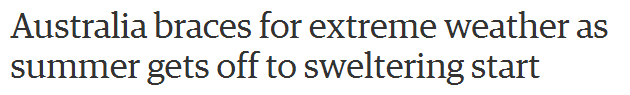 Australia braces for extreme weather as
summer gets off to sweltering start